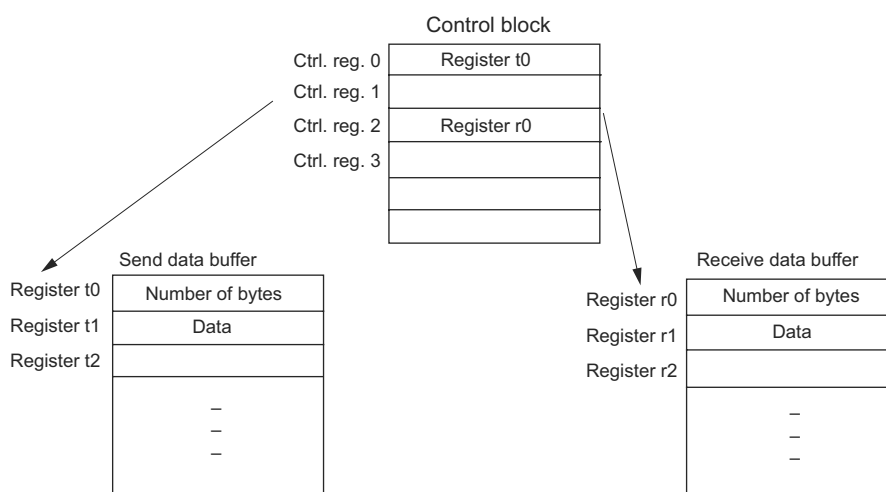 Control block
Ctrl. reg. 0 Register t0
Ctrl. reg. 1
Ctrl. reg. 2 Register r0
Ctrl. reg. 3
Send data buffer
Register t0 Number of bytes
Register t1 Data
Register t2
–
–
–
Receive data buffer
Register r0 Number of bytes
Register r1 Data
Register r2
–
–
–